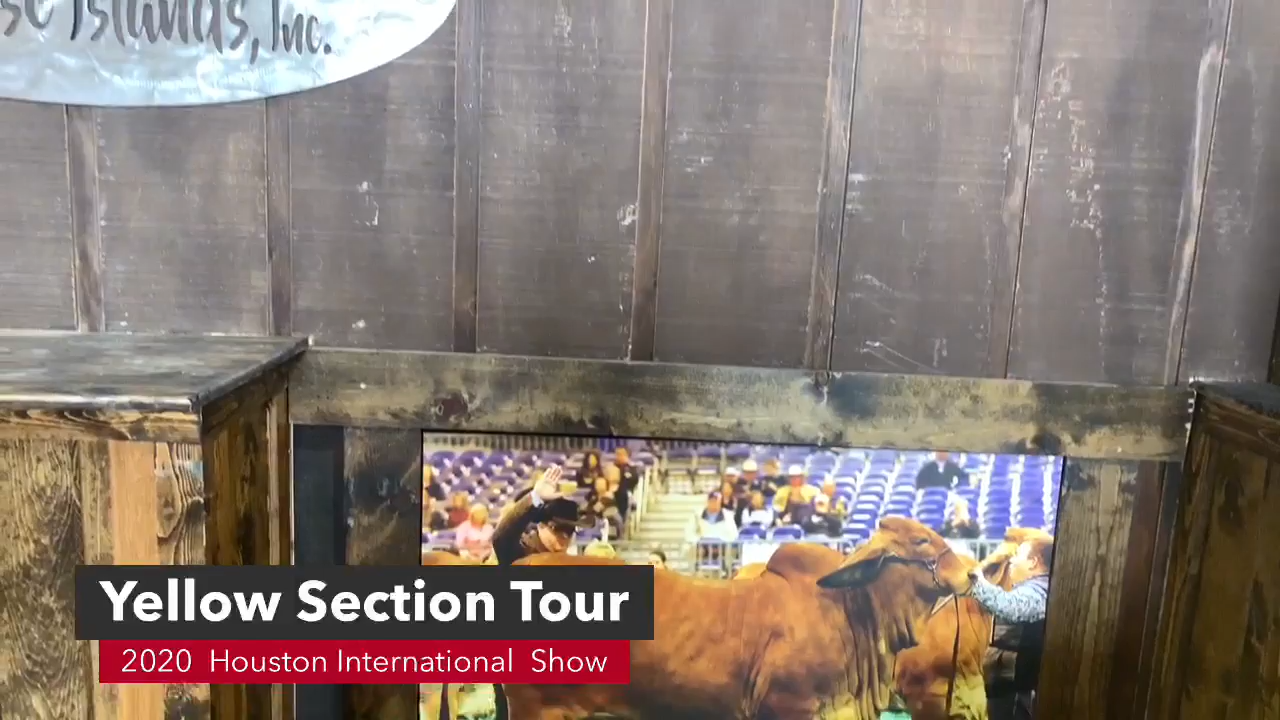 Islands, Inc.
Yellow Section Tour
2020 Houston International Show